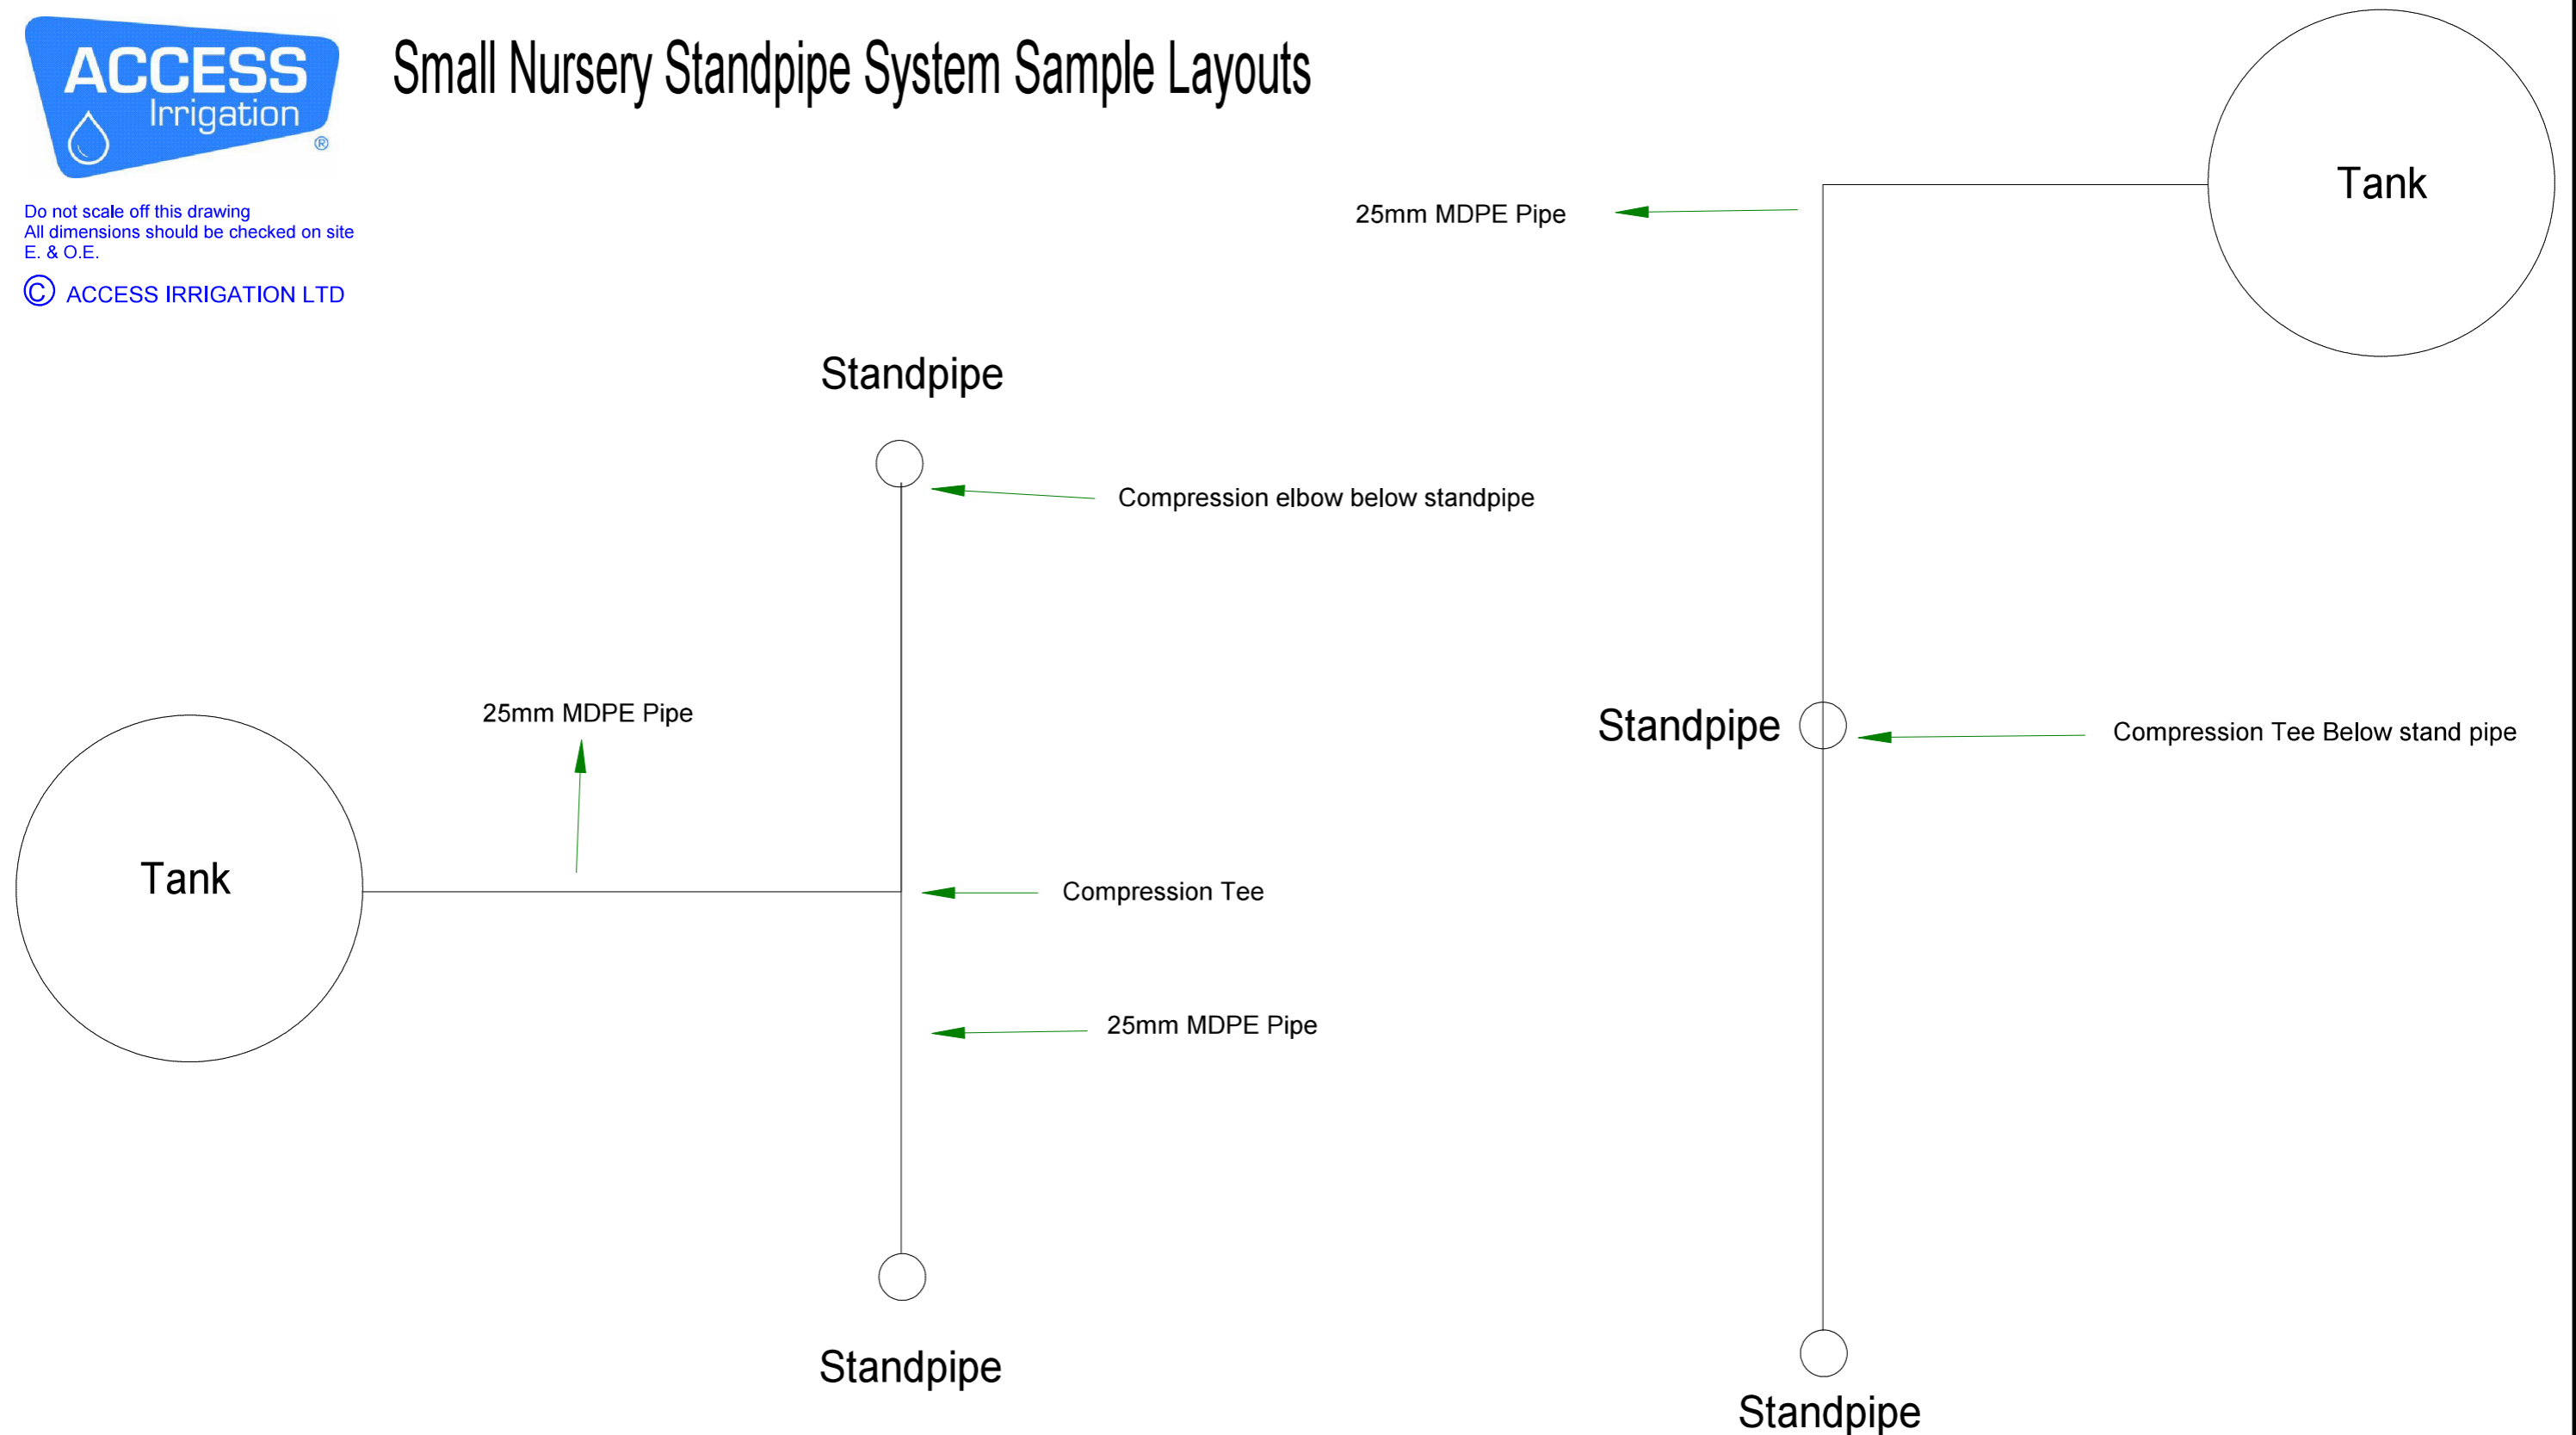 ACCESS
Irrigation
®
Small Nursery Standpipe System Sample Layouts
Do not scale off this drawing
All dimensions should be checked on site
E. & O.E.
© ACCESS IRRIGATION LTD
Tank
25mm MDPE Pipe
Standpipe
Compression elbow below standpipe
25mm MDPE Pipe
Standpipe
Compression Tee Below stand pipe
Tank
Compression Tee
25mm MDPE Pipe
Standpipe
Standpipe